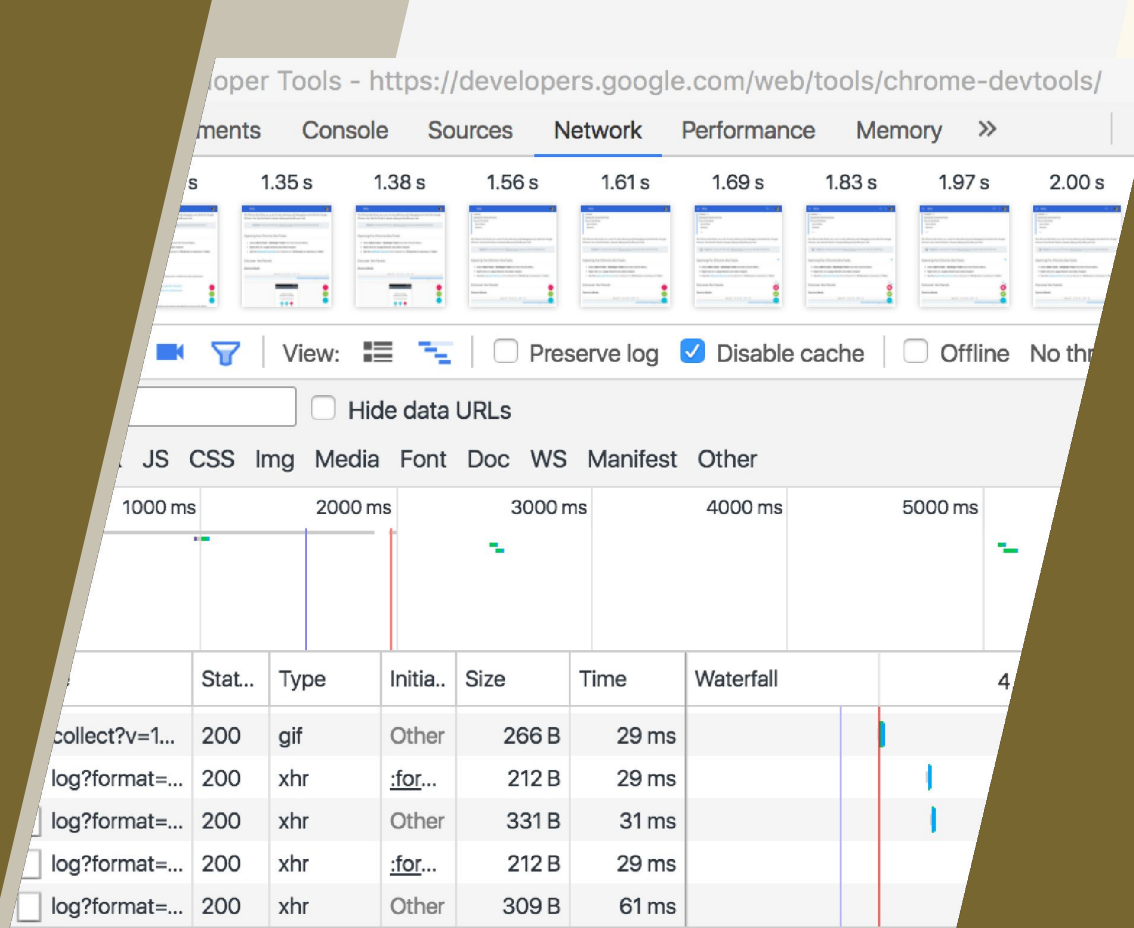 oper Tools - https://developers.google.com/web/tools/chrome-devtools/
ments Console Sources Network Performance Memory »
s 1.35 s 1.38 s 1.56 s 1.61 s 1.69 s 1.83 s 1.97 s 2.00 s
View: Preserve log Disable cache Offline No thr
Hide data URLs
JS CSS Img Media Font Doc WS Manifest Other
1000 ms 2000 ms 3000 ms 4000 ms 5000 ms
Stat... Type Initia.. Size Time Waterfall 4
collect?v=1... 200 gif Other 266 B 29 ms
log?format=... 200 xhr :for... 212 B 29 ms
log?format=... 200 xhr Other 331 B 31 ms
log?format=... 200 xhr :for... 212 B 29 ms
log?format=... 200 xhr Other 309 B 61 ms